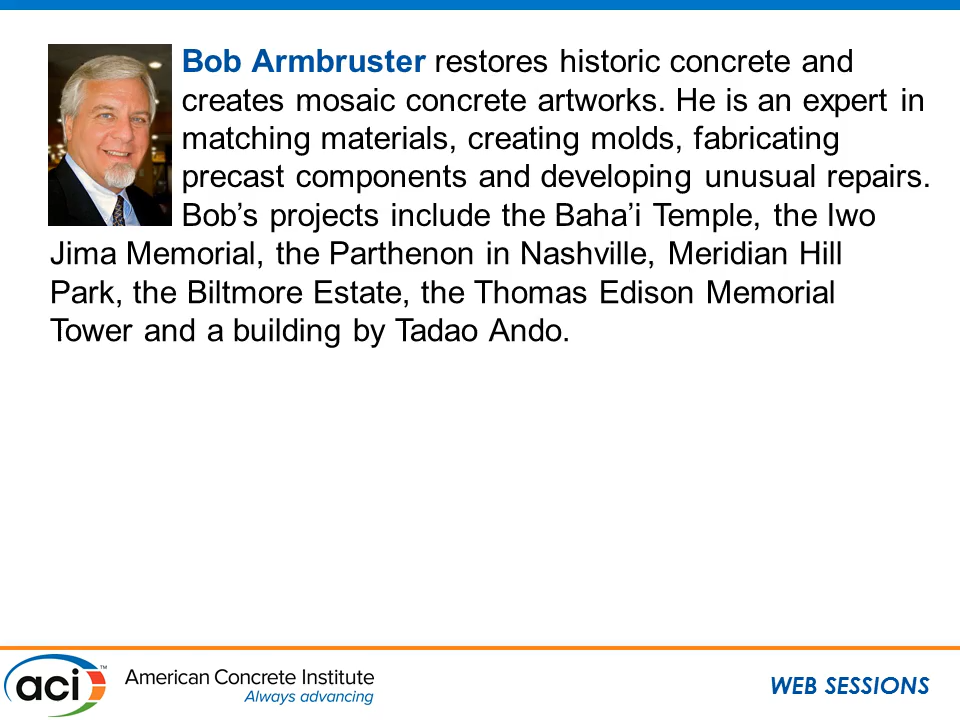 Bob Armbruster restores historic concrete and
creates mosaic concrete artworks. He is an expert in
matching materials, creating molds, fabricating
precast components and developing unusual repairs.
Bob’s projects include the Baha’i Temple, the Iwo
Jima Memorial, the Parthenon in Nashville, Meridian Hill
Park, the Biltmore Estate, the Thomas Edison Memorial
Tower and a building by Tadao Ando.
aci™
American Concrete Institute
Always advancing
WEB SESSIONS